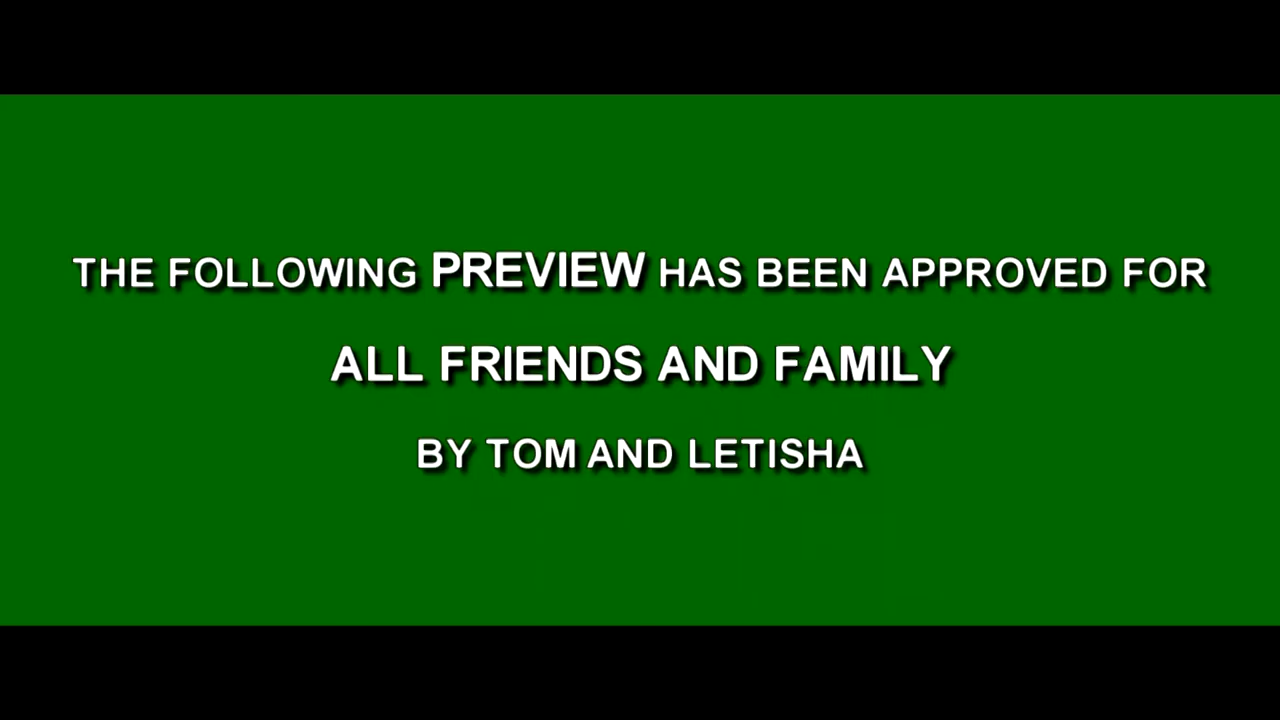 THE FOLLOWING PREVIEW HAS BEEN APPROVED FOR
ALL FRIENDS AND FAMILY
BY TOM AND LETISHA